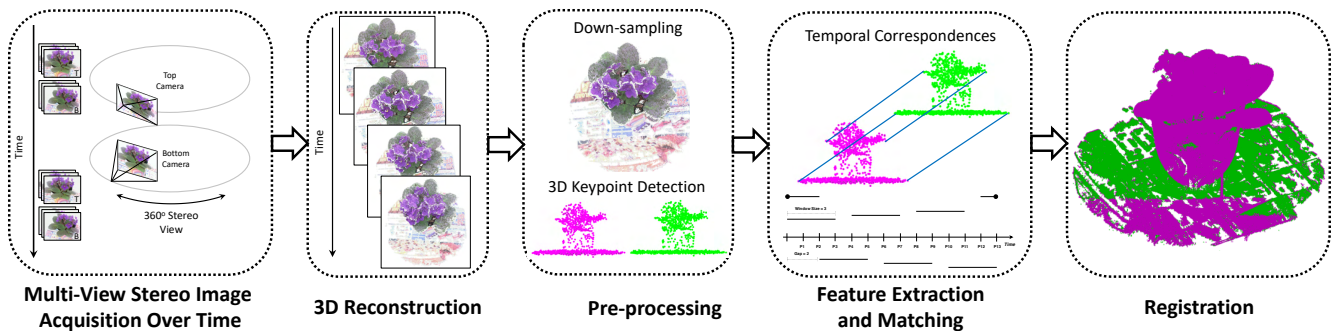 Time
T
B
T
B
Top
Camera
Bottom
Camera
360º Stereo
View
Multi-View Stereo Image
Acquisition Over Time
Time
3D Reconstruction
Down-sampling
3D Keypoint Detection
Pre-processing
Temporal Correspondences
Window Size = 3
P1 P2 P3 P4 P5 P6 P7 P8 P9 P10 P11 P12 P13 Time
Gap = 2
Feature Extraction
and Matching
Registration